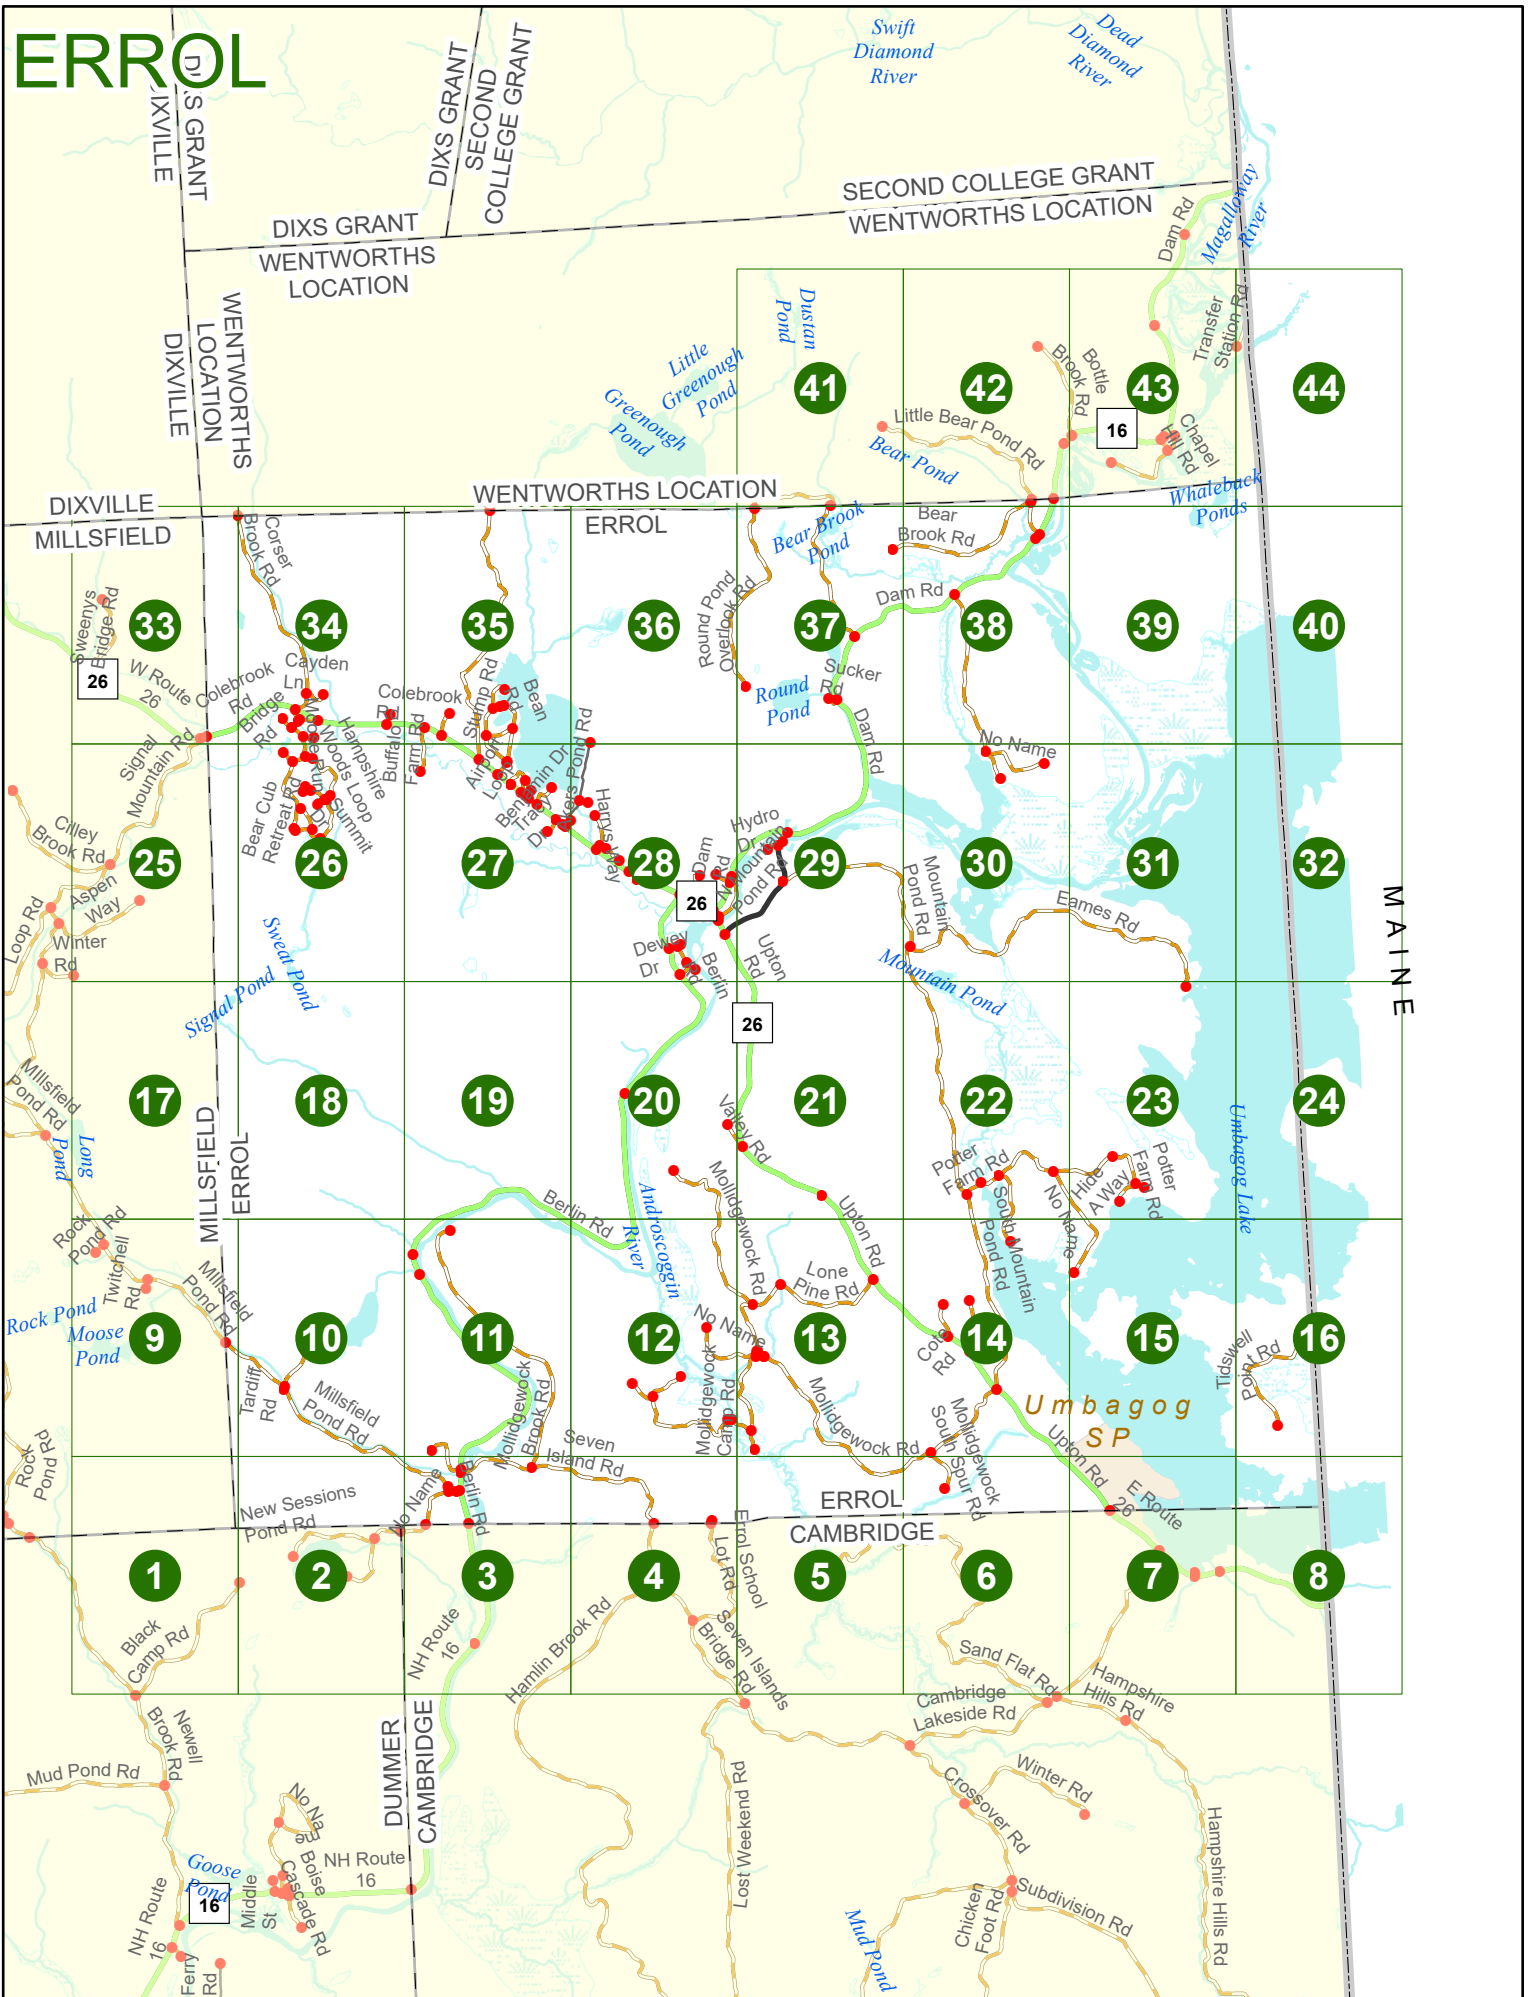 ERROL
DIXVILLE
DIXS GRANT
DIXS GRANT
SECOND
COLLEGE GRANT
Swift
Diamond
River
Dead
Diamond
River
SECOND COLLEGE GRANT
WENTWORTHS LOCATION
DIXS GRANT
WENTWORTHS
LOCATION
Dam Rd
Magalloway
River
DIXVILLE
WENTWORTHS
LOCATION
Dustan
Pond
Little
Greenough
Pond
Greenough
Pond
Transfer
Station Rd
Bottle
Brook Rd
41
42
43
44
16
Little Bear Pond Rd
Bear Pond
Chapel
Hill Rd
Whaleback
Ponds
DIXVILLE
MILLSFIELD
WENTWORTHS LOCATION
ERROL
Corser
Brook Rd
Bear Brook
Pond
Bear
Brook Rd
Dam Rd
Round Pond
Overlook Rd
Sweenys
Bridge Rd
33
34
35
36
37
38
39
40
26
W Route
26
Colebrook
Rd
Cayden
Ln
Bridge
Rd
Moose Run
Dr
Hampshire
Woods Loop
Summit
Colebrook
Rd
Buffalo
Farm Rd
Stump Rd
Bean
Rd
Airport
Loop
Benjamin Dr
Tracy
Dr
Akers Pond Rd
Harrys Way
Sucker
Rd
Round
Pond
Dam Rd
No Name
Signal
Mountain Rd
Cilley
Brook Rd
Bear Cub
Retreat Rd
Hydro
Dr
Dam
Rd
N Mountain
Pond Rd
25
26
27
28
29
30
31
32
26
Aspen
Way
Loop Rd
Winter
Rd
Sweat Pond
Signal Pond
Dewey
Dr
Berlin
Rd
Upton
Rd
Mountain
Pond Rd
Eames Rd
Mountain Pond
MAINE
26
Millsfield
Pond Rd
Long
Pond
17
18
19
20
21
22
23
24
MILLSFIELD
ERROL
Valley Rd
Potter
Farm Rd
Hide
A Way
Potter
Farm Rd
No Name
Umbagog Lake
South Mountain
Pond Rd
Berlin Rd
Androscoggin
River
Mollidgewock Rd
Upton Rd
Lone
Pine Rd
Rock
Pond Rd
Twitchell
Rd
Millsfield
Pond Rd
Rock Pond
Moose
Pond
9
10
11
12
13
14
15
16
No Name
Cote
Rd
Tidswell
Point Rd
Tardiff
Rd
Millsfield
Pond Rd
Mollidgewock
Brook Rd
Seven
Island Rd
Mollidgewock
Camp Rd
Mollidgewock Rd
Mollidgewock
South Spur Rd
Umbagog
SP
Upton Rd
E Route
26
Rock
Pond Rd
New Sessions
Pond Rd
No Name
Berlin Rd
ERROL
CAMBRIDGE
Errol School
Lot Rd
1
2
3
4
5
6
7
8
Black
Camp Rd
NH Route
16
Hamlin Brook Rd
Seven Islands
Bridge Rd
Sand Flat Rd
Hampshire
Hills Rd
Cambridge
Lakeside Rd
Newell
Brook Rd
Mud Pond Rd
DUMMER
CAMBRIDGE
Winter Rd
Crossover Rd
Lost Weekend Rd
Hampshire Hills Rd
No Na
me
Goose
Pond
16
Middle
St
Boise
Cascade Rd
NH Route
16
NH Route
16
Ferry
Rd
Mud Pond
Chicken
Foot Rd
Subdivision Rd